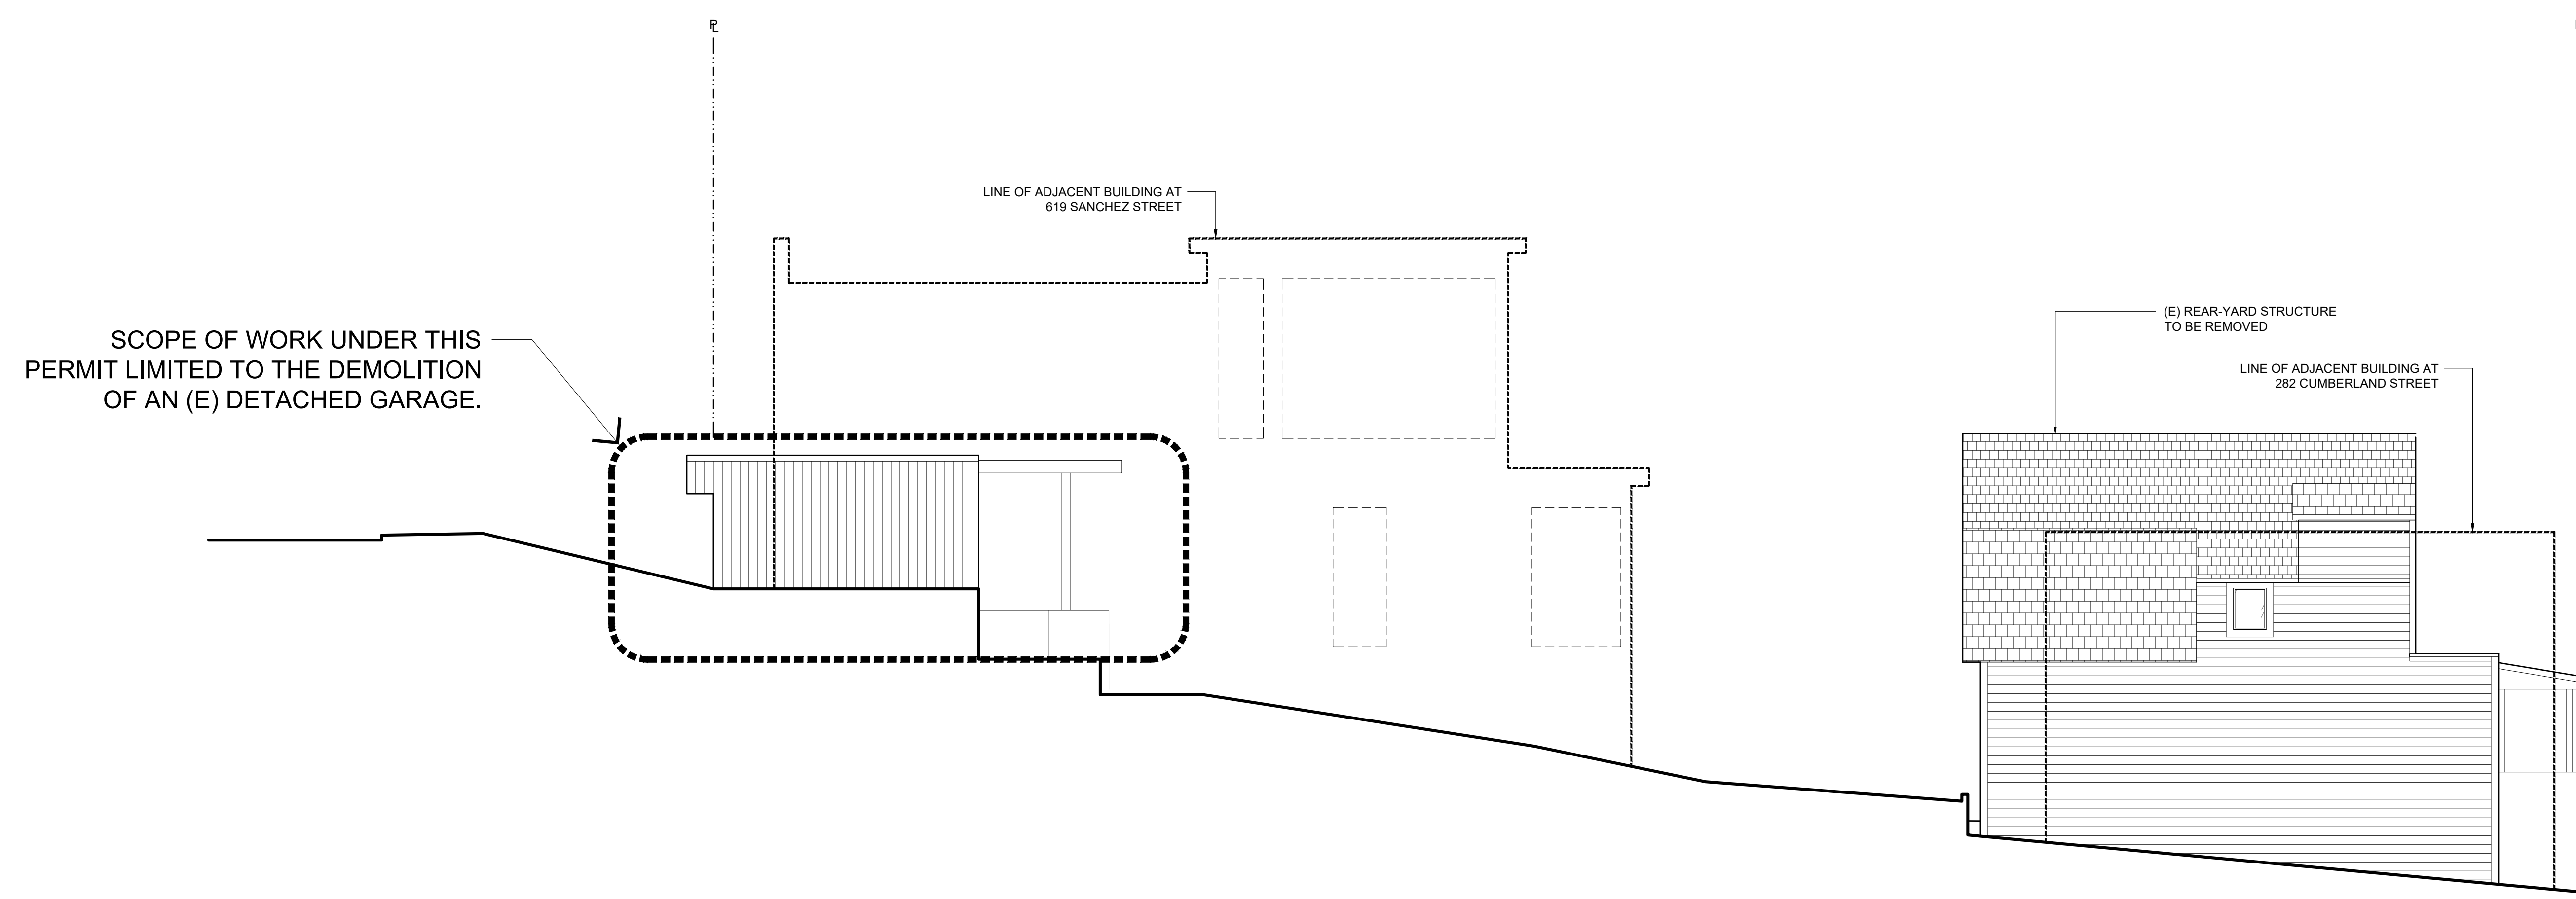 PL
LINE OF ADJACENT BUILDING AT
619 SANCHEZ STREET
SCOPE OF WORK UNDER THIS
PERMIT LIMITED TO THE DEMOLITION
OF AN (E) DETACHED GARAGE.
(E) REAR-YARD STRUCTURE
TO BE REMOVED
LINE OF ADJACENT BUILDING AT
282 CUMBERLAND STREET